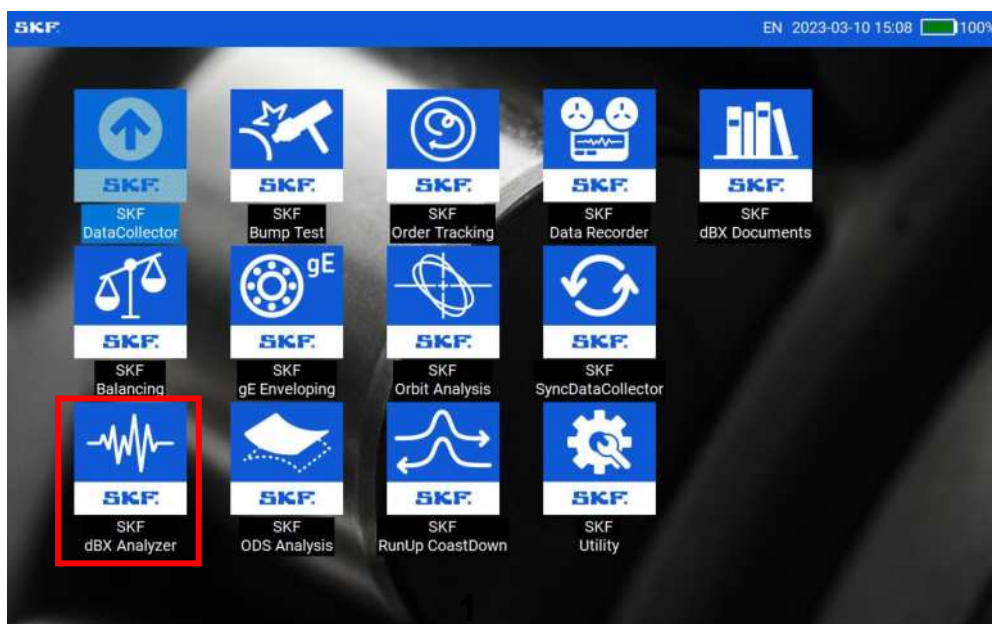 SKF
EN 2023-03-10 15:08 100%
SKF
SKF
DataCollector
SKF
SKF
Bump Test
SKF
SKF
Order Tracking
SKF
SKF
Data Recorder
SKF
SKF
dBX Documents
SKF
SKF
Balancing
gE
SKF
SKF
gE Enveloping
SKF
SKF
Orbit Analysis
SKF
SKF
SyncDataCollector
SKF
SKF
dBX Analyzer
SKF
SKF
ODS Analysis
SKF
SKF
RunUp CoastDown
SKF
SKF
Utility
1